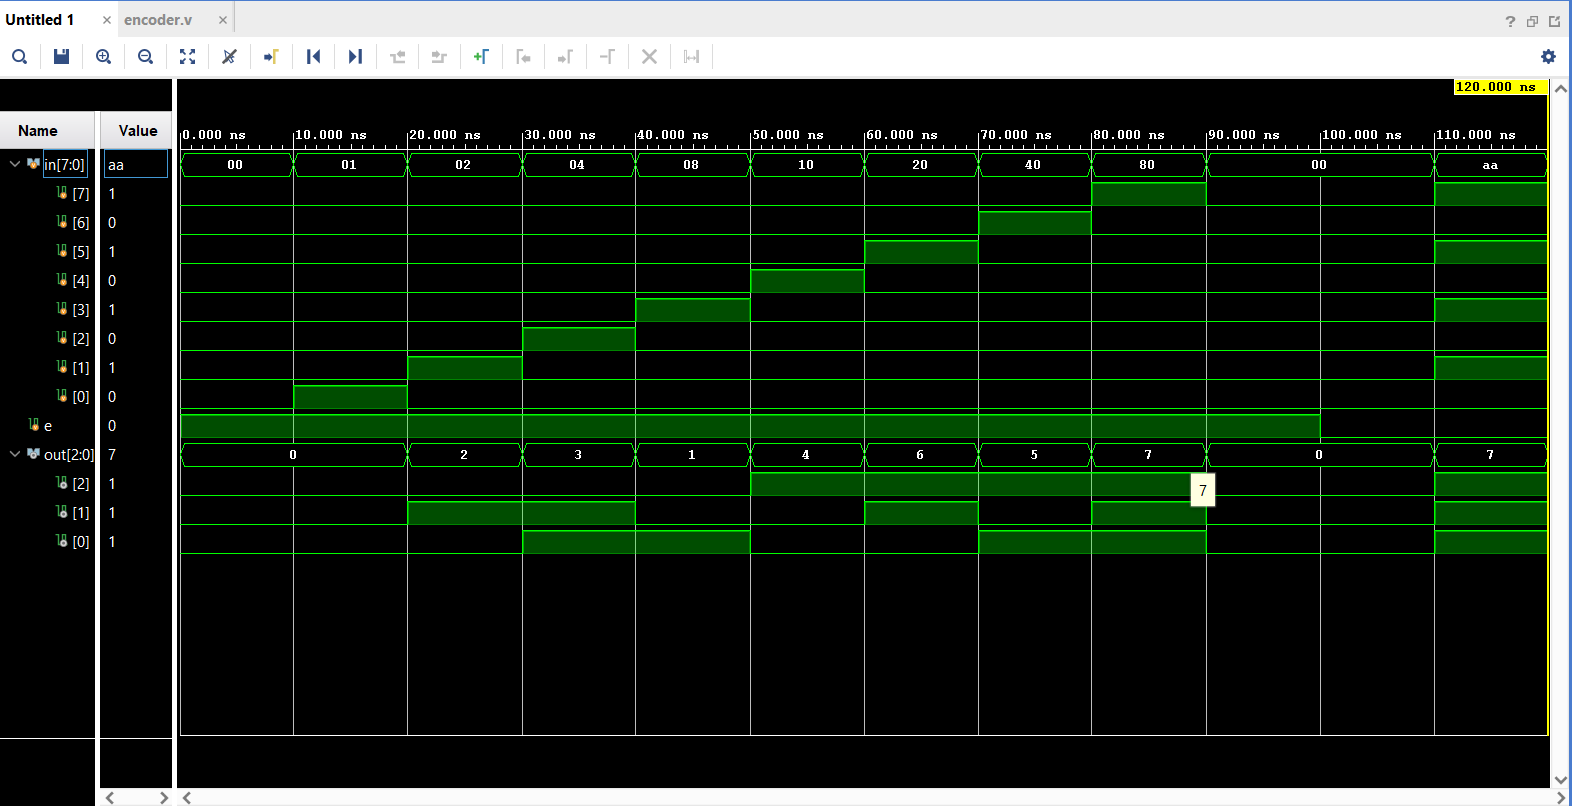 Untitled 1 × encoder.v ×
?
120.000 ns
Name Value
0.000 ns 10.000 ns 20.000 ns 30.000 ns 40.000 ns 50.000 ns 60.000 ns 70.000 ns 80.000 ns 90.000 ns 100.000 ns 110.000 ns
in[7:0] aa 00 01 02 04 08 10 20 40 80 00 aa
[7] 1
[6] 0
[5] 1
[4] 0
[3] 1
[2] 0
[1] 1
[0] 0
e 0
out[2:0] 7 0 2 3 1 4 6 5 7 0 7
[2] 1 7
[1] 1
[0] 1